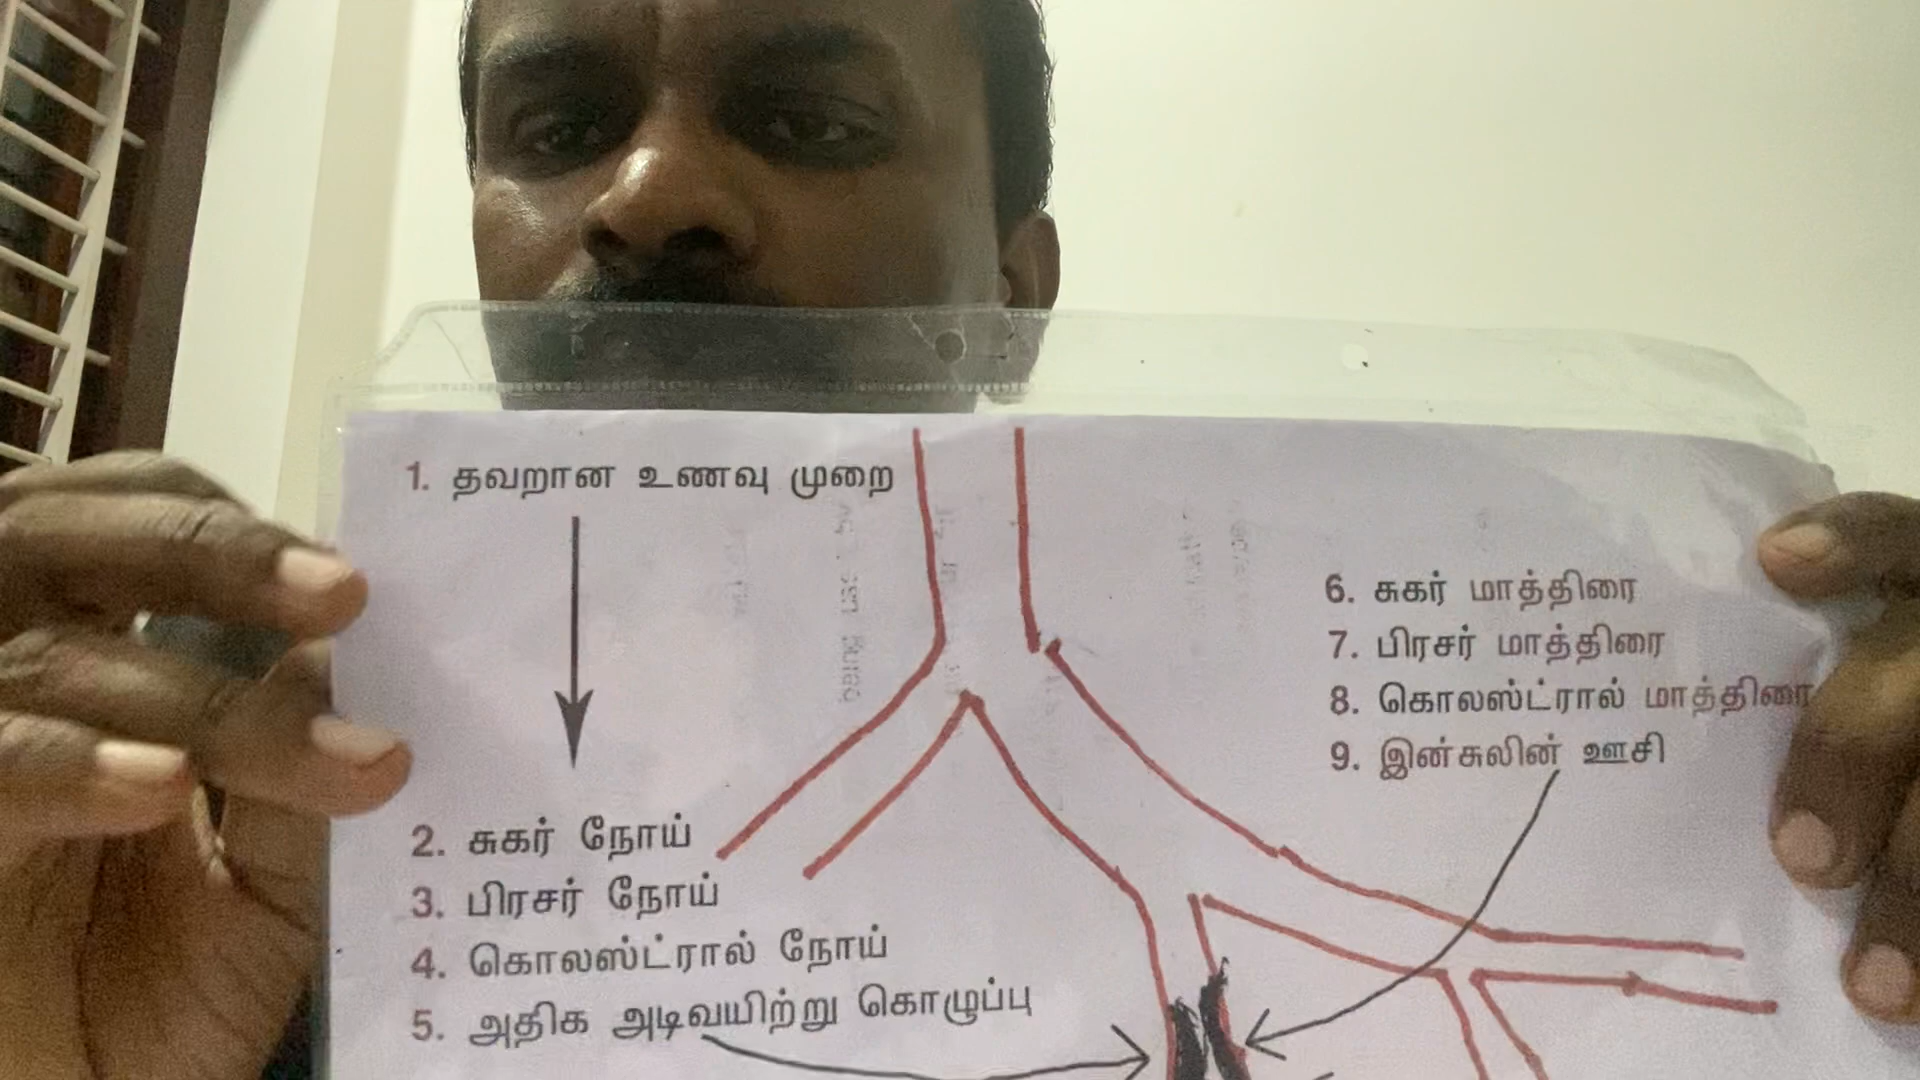 1. தவறான உணவு முறை
2. சுகர் நோய்
3. பிரசர் நோய்
4. கொலஸ்ட்ரால் நோய்
5. அதிக அடிவயிற்று கொழுப்பு
6. சுகர் மாத்திரை
7. பிரசர் மாத்திரை
8. கொலஸ்ட்ரால் மாத்திரை
9. இன்சுலின் ஊசி